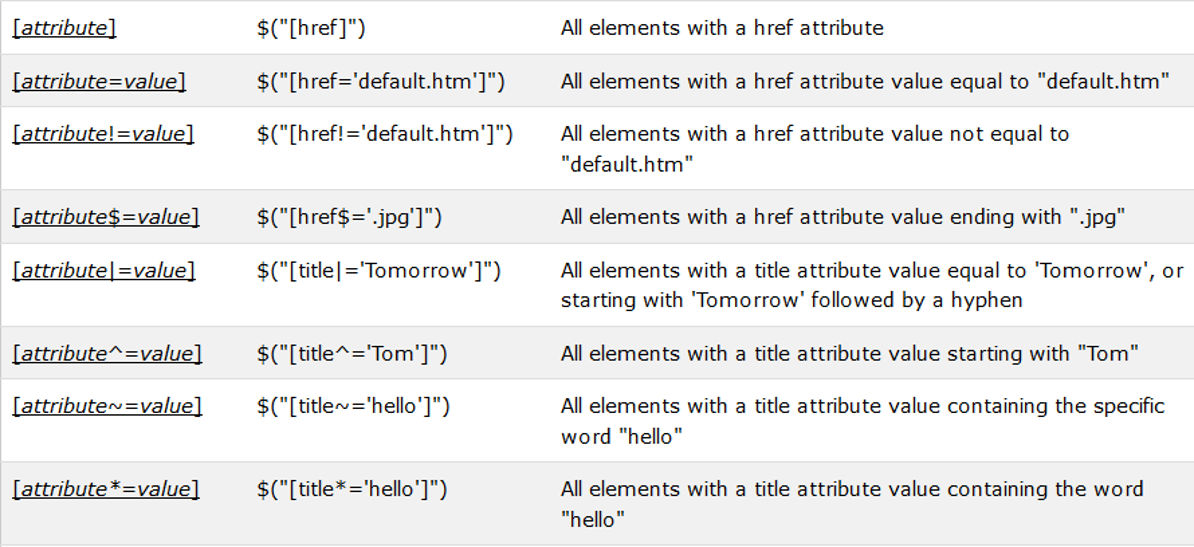 [attribute] $("[href]") All elements with a href attribute
[attribute=value] $("[href='default.htm']") All elements with a href attribute value equal to "default.htm"
[attribute!=value] $("[href!='default.htm']") All elements with a href attribute value not equal to
"default.htm"
[attribute$=value] $("[href$='.jpg']") All elements with a href attribute value ending with ".jpg"
[attribute|=value] $("[title|='Tomorrow']") All elements with a title attribute value equal to 'Tomorrow', or
starting with 'Tomorrow' followed by a hyphen
[attribute^=value] $("[title^='Tom']") All elements with a title attribute value starting with "Tom"
[attribute~=value] $("[title~='hello']") All elements with a title attribute value containing the specific
word "hello"
[attribute*=value] $("[title*='hello']") All elements with a title attribute value containing the word
"hello"